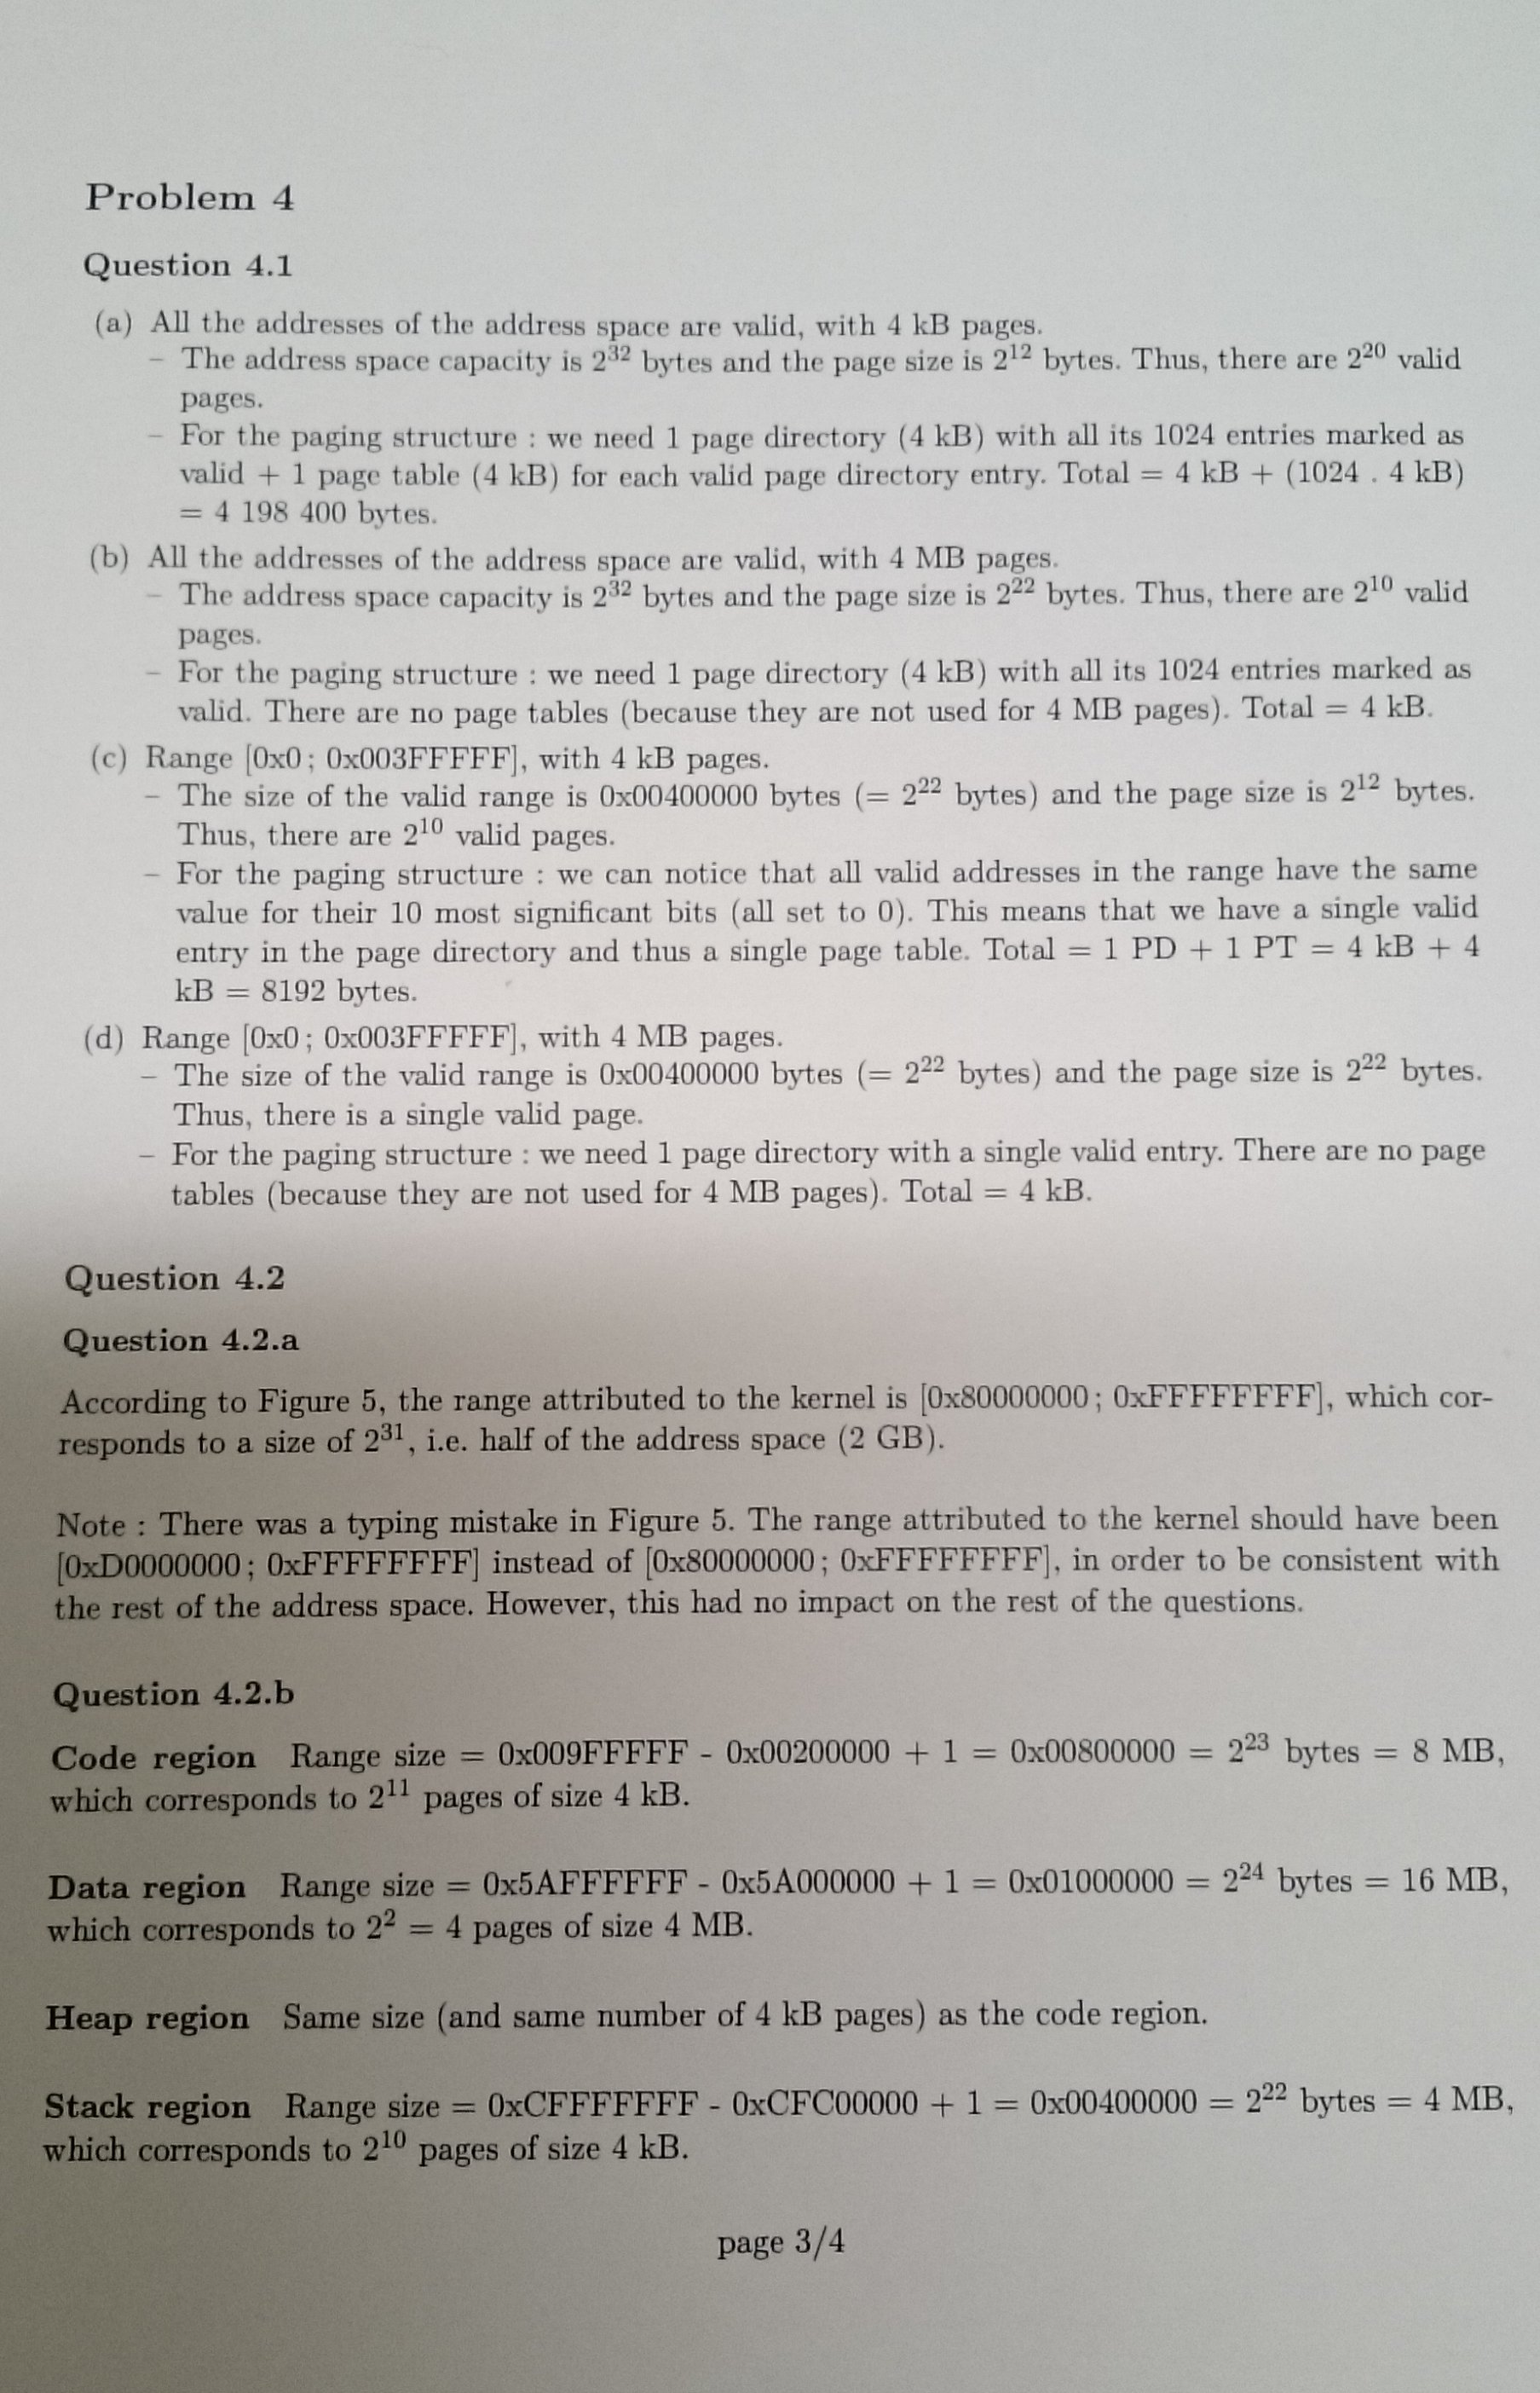 Problem 4
Question 4.1
(a) All the addresses of the address space are valid, with 4 kB pages.
– The address space capacity is 2^32 bytes and the page size is 2^12 bytes. Thus, there are 2^20 valid
pages.
– For the paging structure : we need 1 page directory (4 kB) with all its 1024 entries marked as
valid + 1 page table (4 kB) for each valid page directory entry. Total = 4 kB + (1024 . 4 kB)
= 4 198 400 bytes.
(b) All the addresses of the address space are valid, with 4 MB pages.
– The address space capacity is 2^32 bytes and the page size is 2^22 bytes. Thus, there are 2^10 valid
pages.
– For the paging structure : we need 1 page directory (4 kB) with all its 1024 entries marked as
valid. There are no page tables (because they are not used for 4 MB pages). Total = 4 kB.
(c) Range [0x0 ; 0x003FFFFF], with 4 kB pages.
– The size of the valid range is 0x00400000 bytes (= 2^22 bytes) and the page size is 2^12 bytes.
Thus, there are 2^10 valid pages.
– For the paging structure : we can notice that all valid addresses in the range have the same
value for their 10 most significant bits (all set to 0). This means that we have a single valid
entry in the page directory and thus a single page table. Total = 1 PD + 1 PT = 4 kB + 4
kB = 8192 bytes.
(d) Range [0x0 ; 0x003FFFFF], with 4 MB pages.
– The size of the valid range is 0x00400000 bytes (= 2^22 bytes) and the page size is 2^22 bytes.
Thus, there is a single valid page.
– For the paging structure : we need 1 page directory with a single valid entry. There are no page
tables (because they are not used for 4 MB pages). Total = 4 kB.
Question 4.2
Question 4.2.a
According to Figure 5, the range attributed to the kernel is [0x80000000 ; 0xFFFFFFFF], which cor-
responds to a size of 2^31, i.e. half of the address space (2 GB).
Note : There was a typing mistake in Figure 5. The range attributed to the kernel should have been
[0xD0000000 ; 0xFFFFFFFF] instead of [0x80000000 ; 0xFFFFFFFF], in order to be consistent with
the rest of the address space. However, this had no impact on the rest of the questions.
Question 4.2.b
Code region Range size = 0x009FFFFF - 0x00200000 + 1 = 0x00800000 = 2^23 bytes = 8 MB,
which corresponds to 2^11 pages of size 4 kB.
Data region Range size = 0x5AFFFFFF - 0x5A000000 + 1 = 0x01000000 = 2^24 bytes = 16 MB,
which corresponds to 2^2 = 4 pages of size 4 MB.
Heap region Same size (and same number of 4 kB pages) as the code region.
Stack region Range size = 0xCFFFFFFF - 0xCFC00000 + 1 = 0x00400000 = 2^22 bytes = 4 MB,
which corresponds to 2^10 pages of size 4 kB.
page 3/4